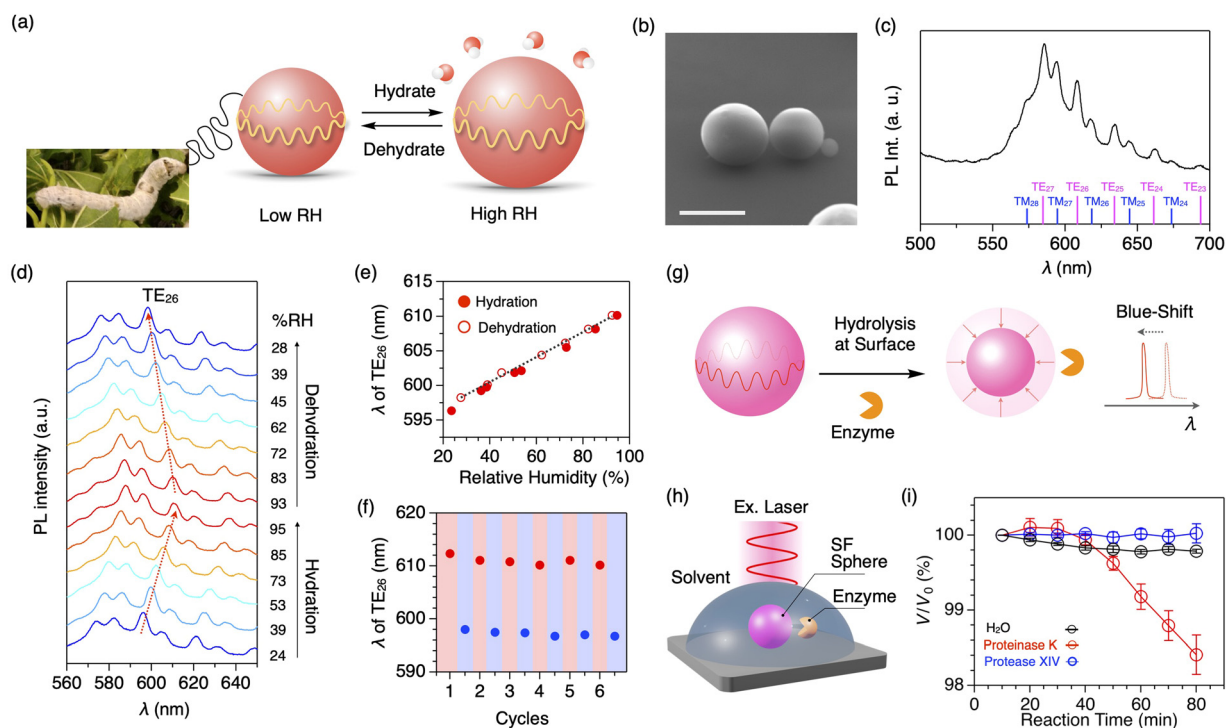 (a)
Hydrate
Dehydrate
Low RH
High RH
(b)
(c)
PL Int. (a. u.)
TE27
TE26
TE25
TE24
TE23
TM28
TM27
TM26
TM25
TM24
500
550
600
650
700
λ (nm)
(d)
TE26
%RH
28
39
45
62
72
83
93
95
85
73
53
39
24
Dehydration
Hydration
PL intensity (a.u.)
560
580
600
620
640
λ (nm)
(e)
λ of TE26 (nm)
615
610
605
600
595
Hydration
Dehydration
20
40
60
80
100
Relative Humidity (%)
(f)
λ of TE26 (nm)
620
610
600
590
1
2
3
4
5
6
Cycles
(g)
Hydrolysis
at Surface
Enzyme
Blue-Shift
λ
(h)
Ex. Laser
Solvent
SF
Sphere
Enzyme
(i)
V/V0 (%)
100
99
98
H2O
Proteinase K
Protease XIV
0
20
40
60
80
Reaction Time (min)